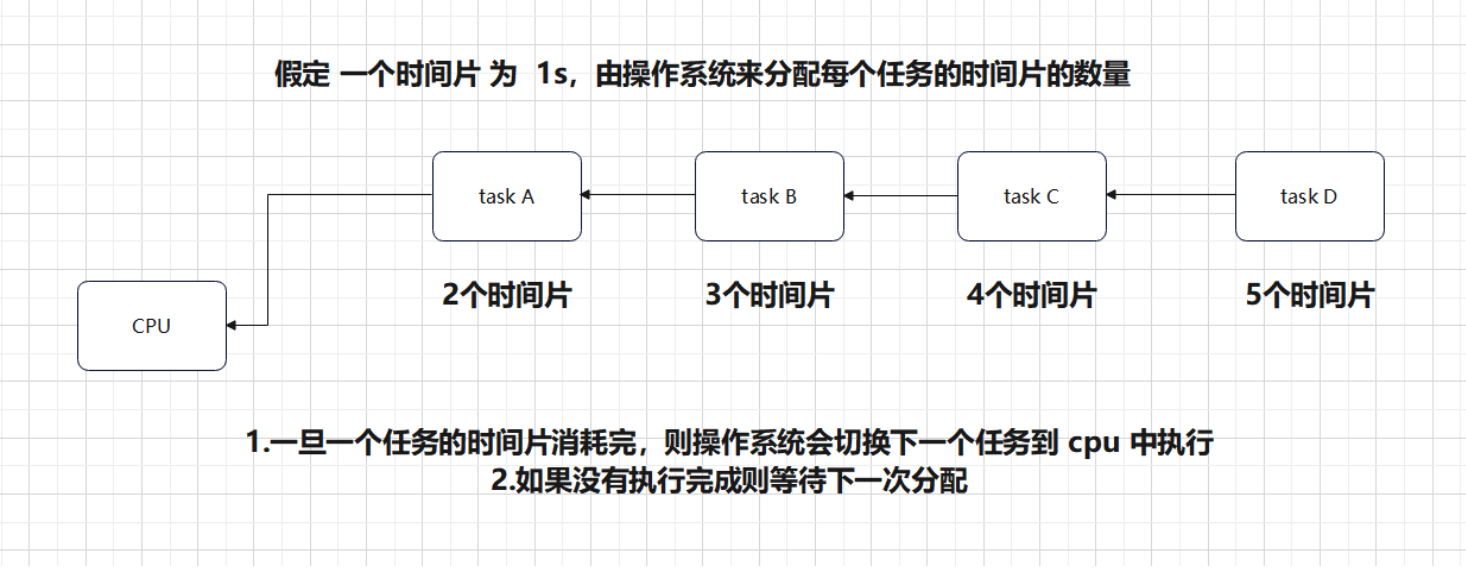 假定 一个时间片 为 1s，由操作系统来分配每个任务的时间片的数量
task A
task B
task C
task D
2个时间片
3个时间片
4个时间片
5个时间片
CPU
1.一旦一个任务的时间片消耗完，则操作系统会切换下一个任务到 cpu 中执行
2.如果没有执行完成则等待下一次分配